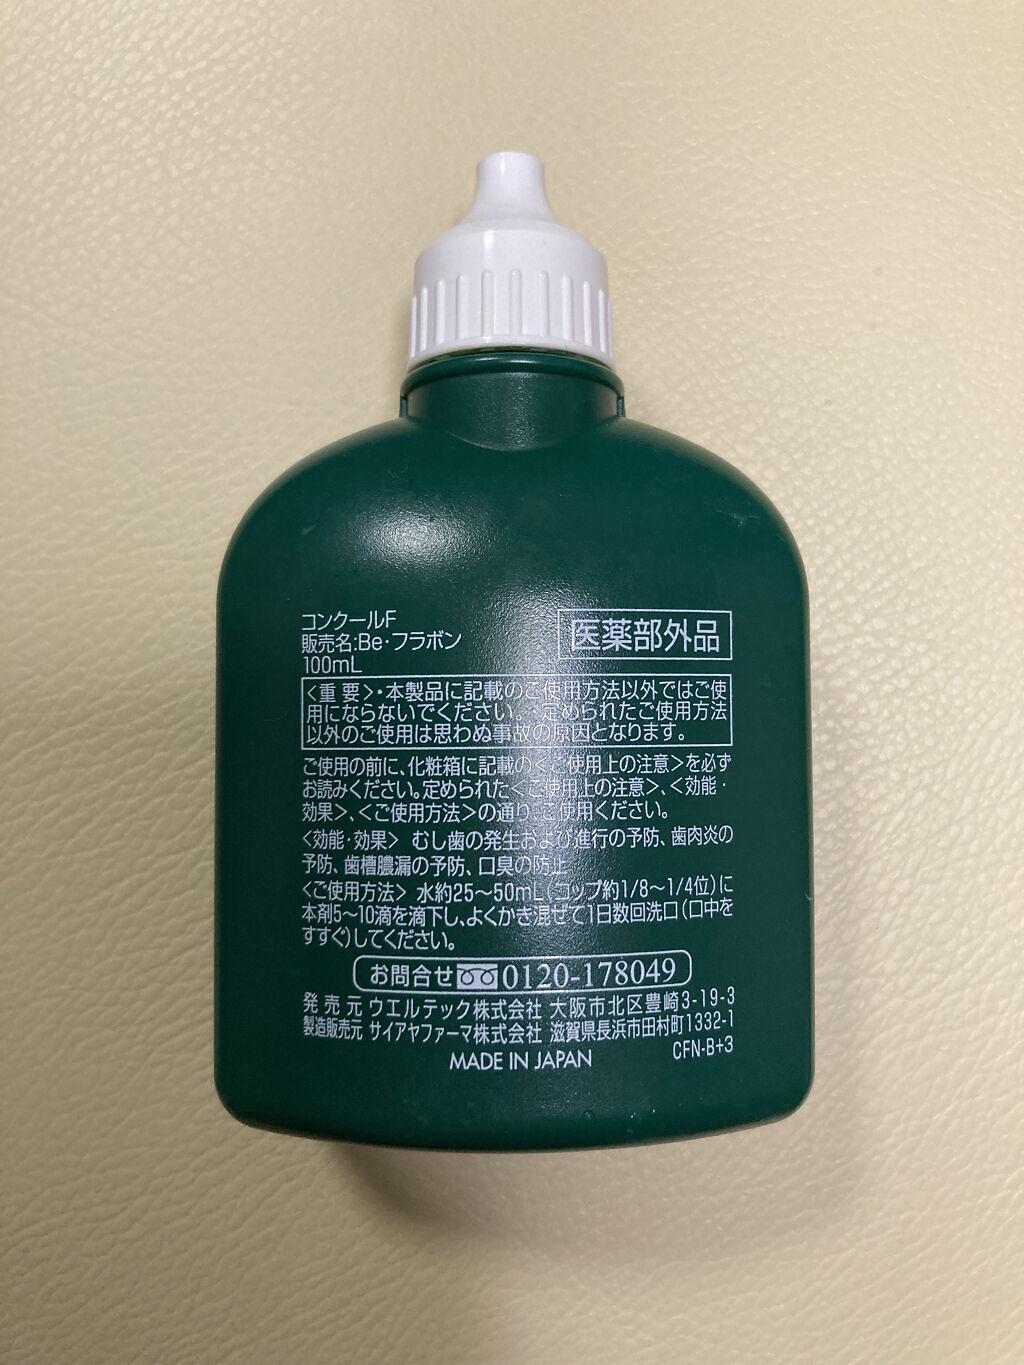 コンクールF
販売名:Be・フラボン
100mL
医薬部外品
〈重要〉・本製品に記載のご使用方法以外ではご使
用にならないでください。 定められたご使用方法
以外のご使用は思わぬ事故の原因となります。
ご使用の前に、化粧箱に記載の〈ご使用上の注意〉を必ず
お読みください。定められた〈ご使用上の注意〉、〈効能・
効果〉、〈ご使用方法〉の通り、ご使用ください。
〈効能・効果〉 むし歯の発生および進行の予防、歯肉炎の
予防、歯槽膿漏の予防、口臭の防止
〈ご使用方法〉 水約25〜50mL(コップ約1/8〜1/4位)に
本剤5〜10滴を滴下し、よくかき混ぜて1日数回洗口(口中を
すすぐ)してください。
お問合せ 0120-178049
発売元 ウエルテック株式会社 大阪市北区豊崎3-19-3
製造販売元 サイアヤファーマ株式会社 滋賀県長浜市田村町1332-1
MADE IN JAPAN
CFN-B+3